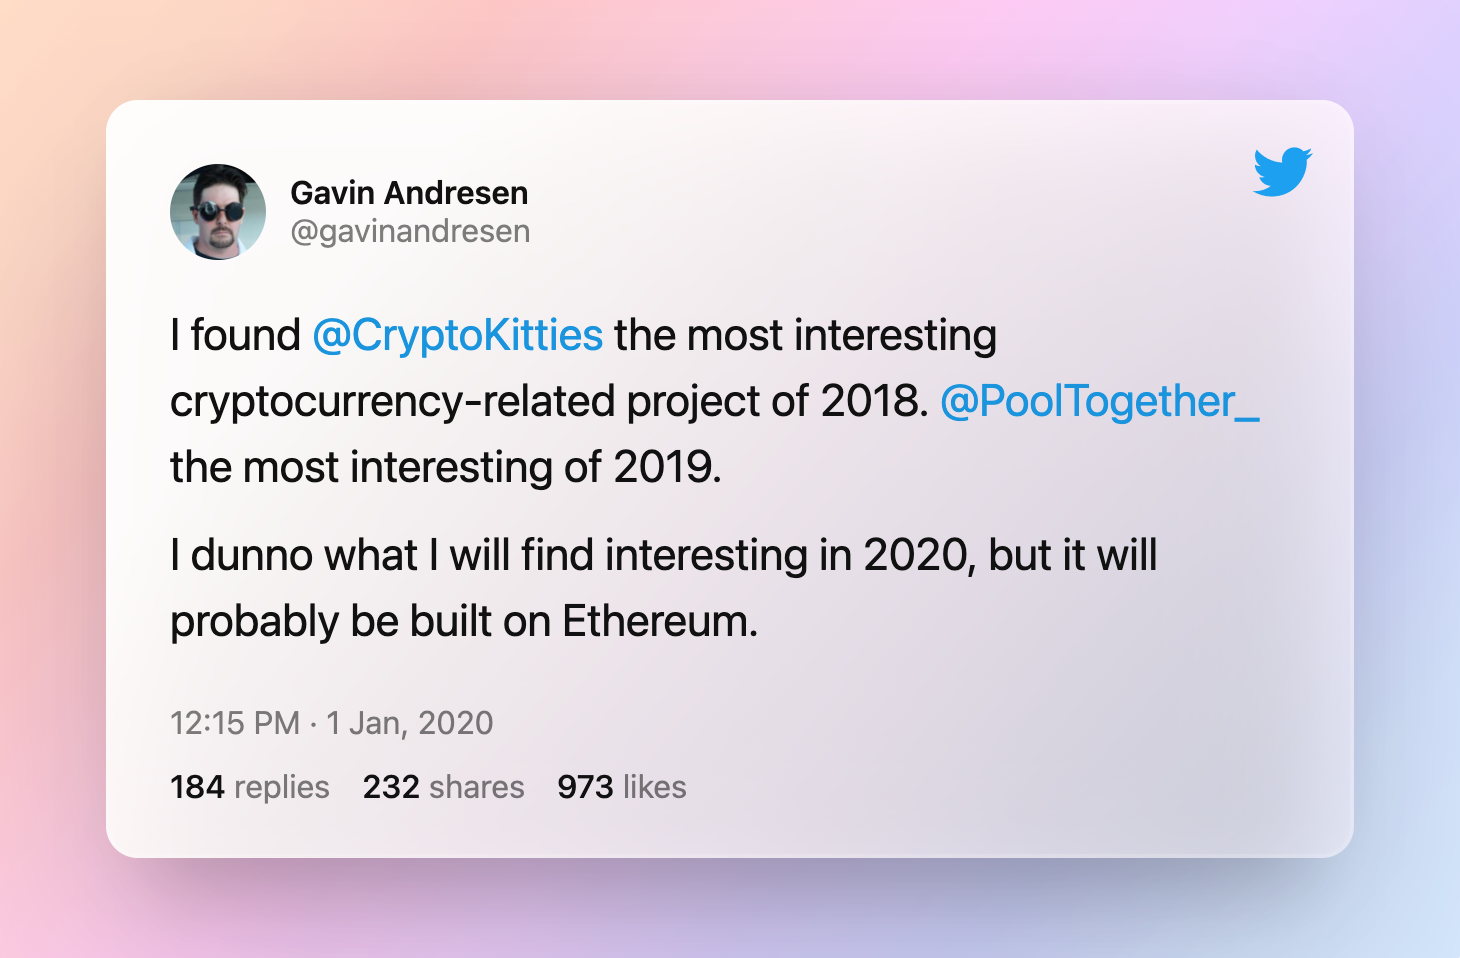 Gavin Andresen
@gavinandresen
I found @CryptoKitties the most interesting
cryptocurrency-related project of 2018. @PoolTogether_
the most interesting of 2019.
I dunno what I will find interesting in 2020, but it will
probably be built on Ethereum.
12:15 PM · 1 Jan, 2020
184 replies 232 shares 973 likes